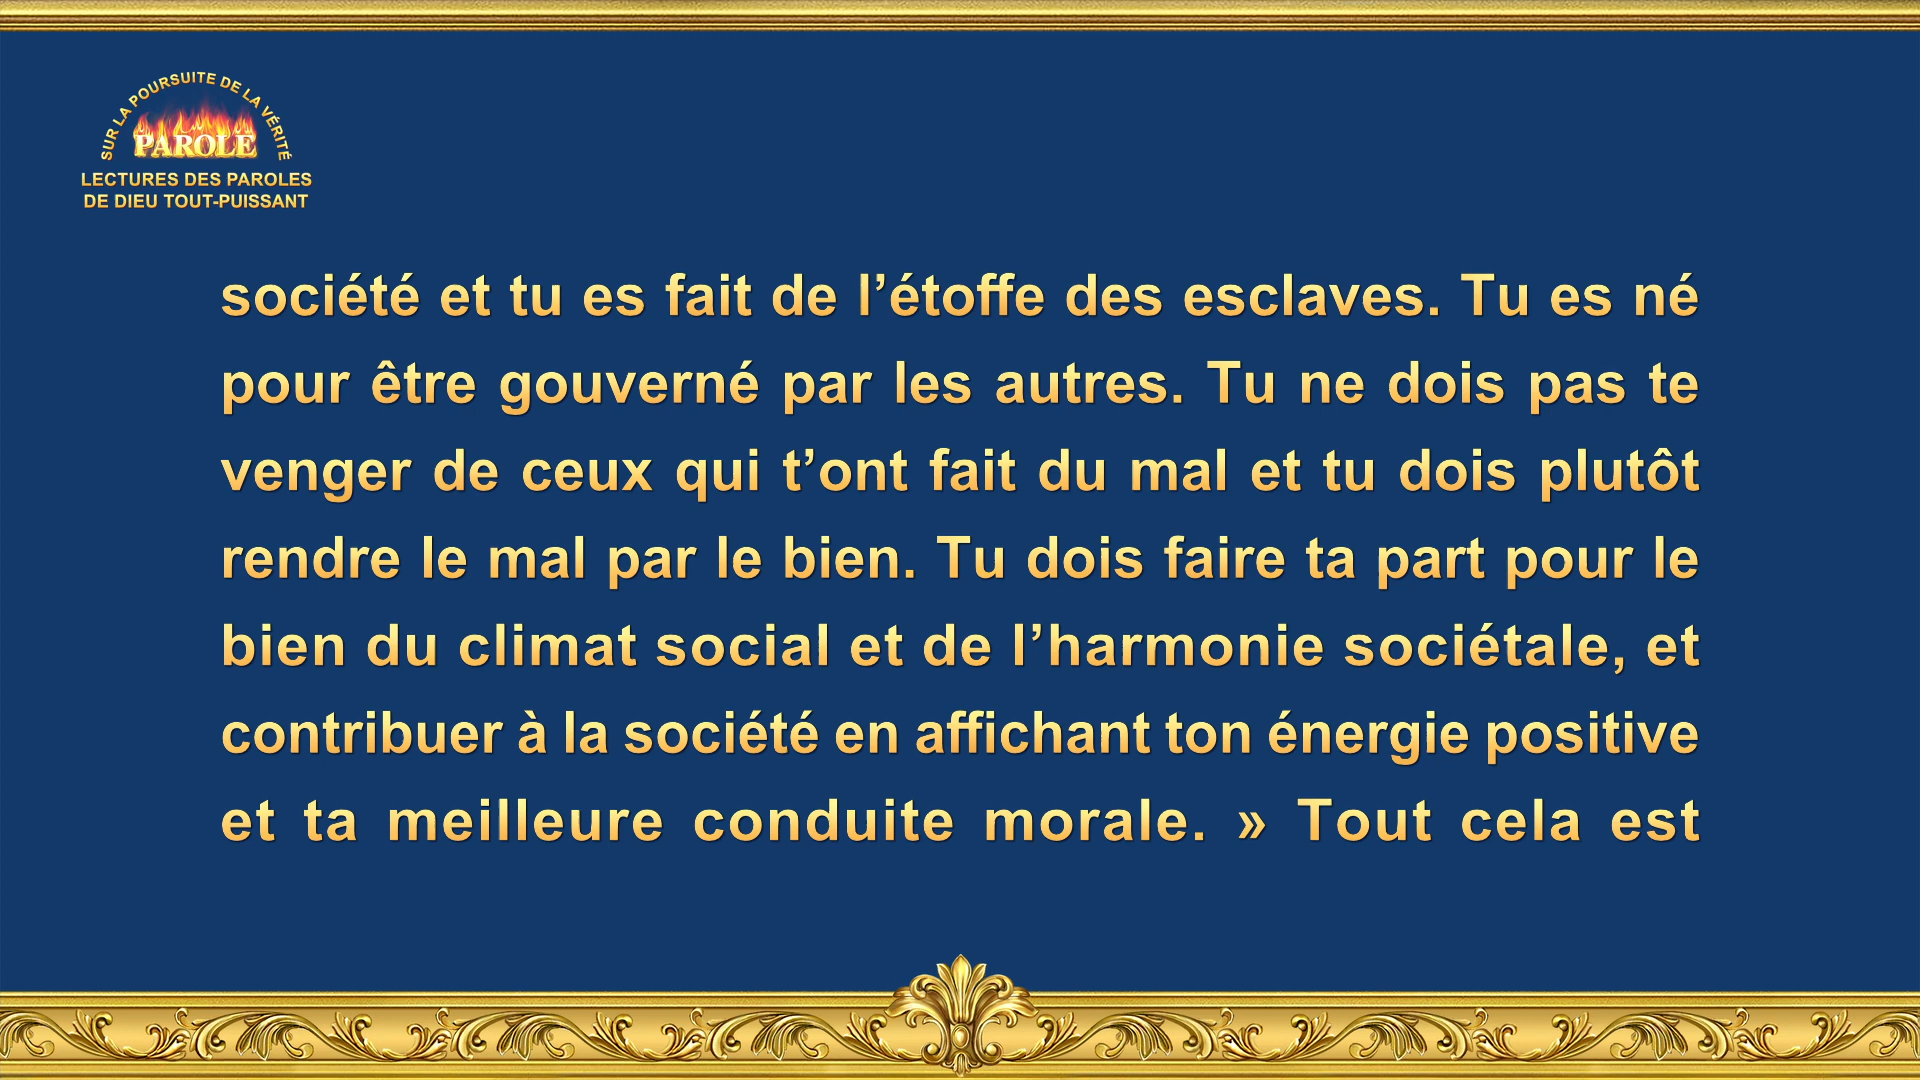 SUR LA POURSUITE DE LA VÉRITÉ
PAROLE
LECTURES DES PAROLES
DE DIEU TOUT-PUISSANT
société et tu es fait de l’étoffe des esclaves. Tu es né
pour être gouverné par les autres. Tu ne dois pas te
venger de ceux qui t’ont fait du mal et tu dois plutôt
rendre le mal par le bien. Tu dois faire ta part pour le
bien du climat social et de l’harmonie sociétale, et
contribuer à la société en affichant ton énergie positive
et ta meilleure conduite morale. » Tout cela est